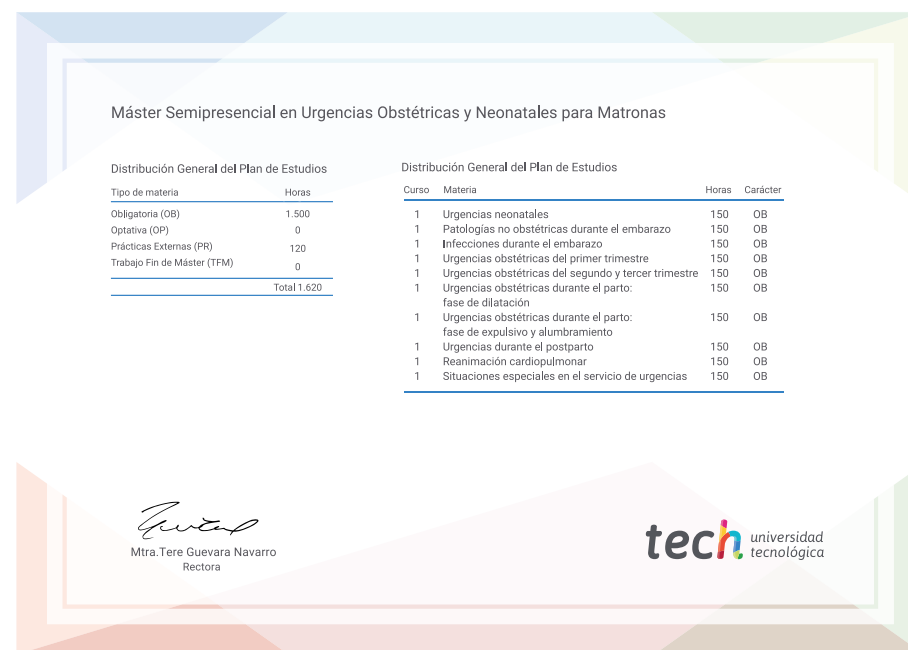 Máster Semipresencial en Urgencias Obstétricas y Neonatales para Matronas
Distribución General del Plan de Estudios
Tipo de materia Horas
Obligatoria (OB) 1.500
Optativa (OP) 0
Prácticas Externas (PR) 120
Trabajo Fin de Máster (TFM) 0
Total 1.620
Distribución General del Plan de Estudios
Curso Materia Horas Carácter
1 Urgencias neonatales 150 OB
1 Patologías no obstétricas durante el embarazo 150 OB
1 Infecciones durante el embarazo 150 OB
1 Urgencias obstétricas del primer trimestre 150 OB
1 Urgencias obstétricas del segundo y tercer trimestre 150 OB
1 Urgencias obstétricas durante el parto: 150 OB
fase de dilatación
1 Urgencias obstétricas durante el parto: 150 OB
fase de expulsivo y alumbramiento
1 Urgencias durante el postparto 150 OB
1 Reanimación cardiopulmonar 150 OB
1 Situaciones especiales en el servicio de urgencias 150 OB
Mtra.Tere Guevara Navarro
Rectora
tech universidad
tecnológica